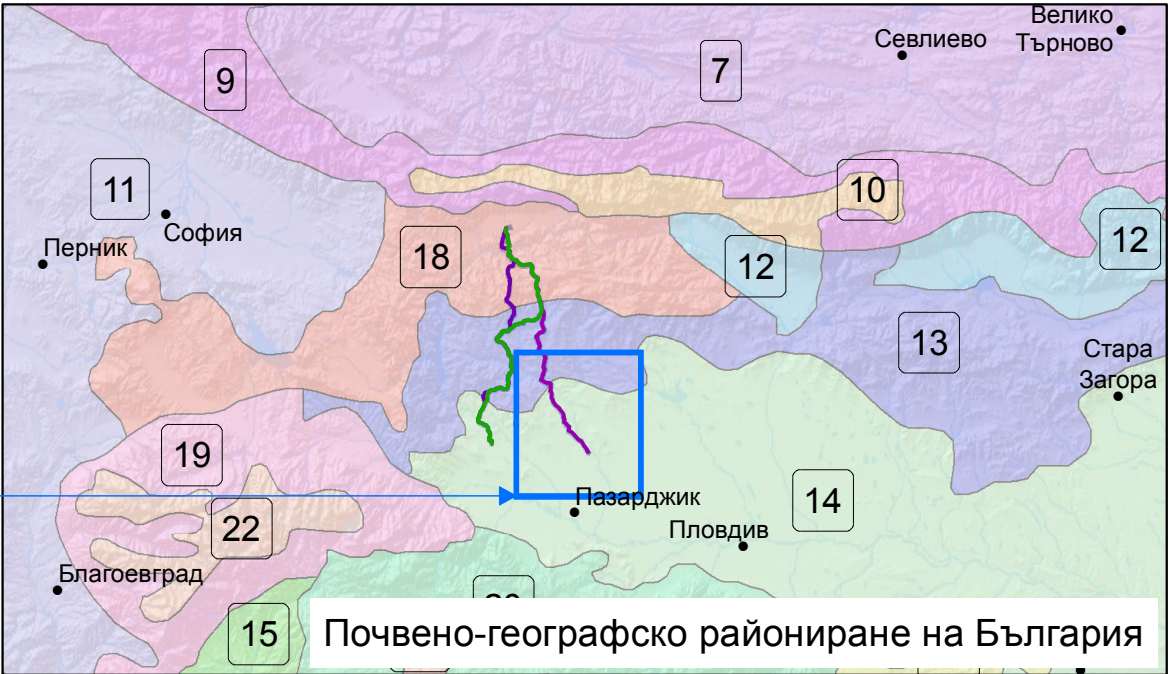 Велико
Търново
Севлиево
7
9
11
10
12
София
Перник
18
12
13
Стара
Загора
19
14
Пазарджик
22
Пловдив
Благоевград
15
Почвено-географско райониране на България